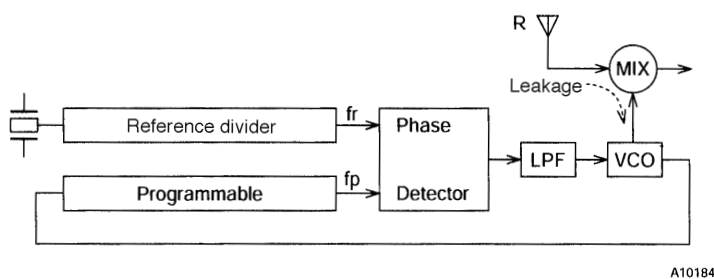 R
MIX
Leakage
Reference divider
fr
Phase
Programmable
fp
Detector
LPF
VCO
A10184